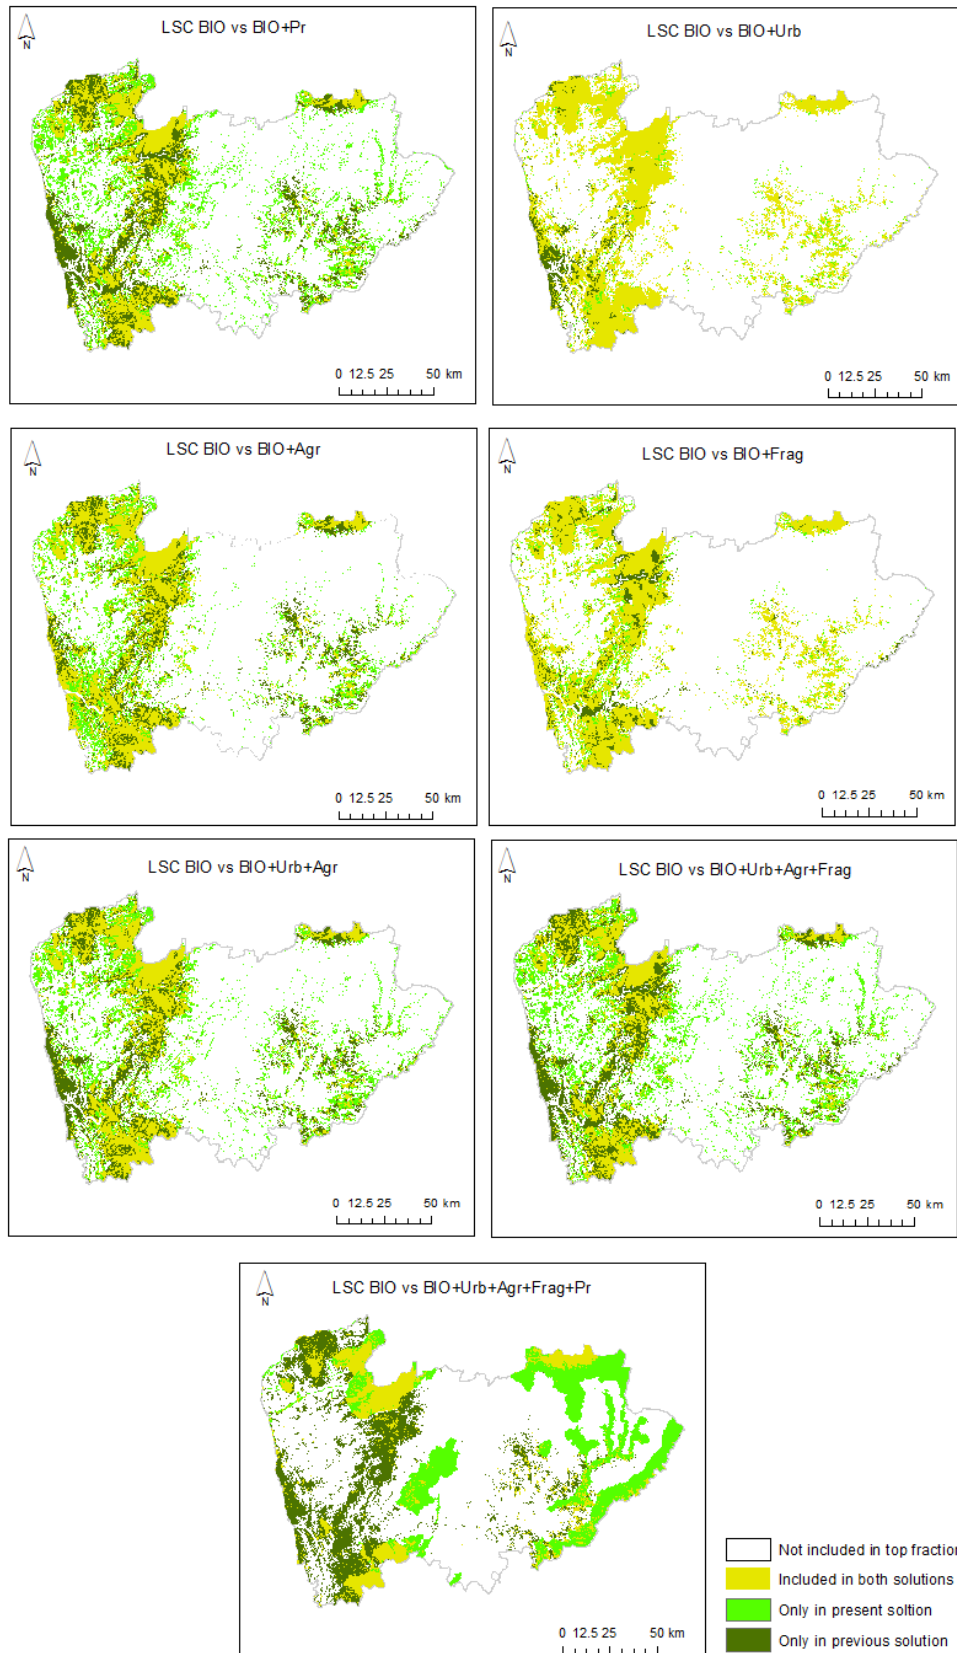 LSC BIO vs BIO+Pr
N
0 12.5 25 50 km
LSC BIO vs BIO+Urb
N
0 12.5 25 50 km
LSC BIO vs BIO+Agr
N
0 12.5 25 50 km
LSC BIO vs BIO+Frag
N
0 12.5 25 50 km
LSC BIO vs BIO+Urb+Agr
N
0 12.5 25 50 km
LSC BIO vs BIO+Urb+Agr+Frag
N
0 12.5 25 50 km
LSC BIO vs BIO+Urb+Agr+Frag+Pr
N
0 12.5 25 50 km
Not included in top fraction
Included in both solutions
Only in present soltion
Only in previous solution